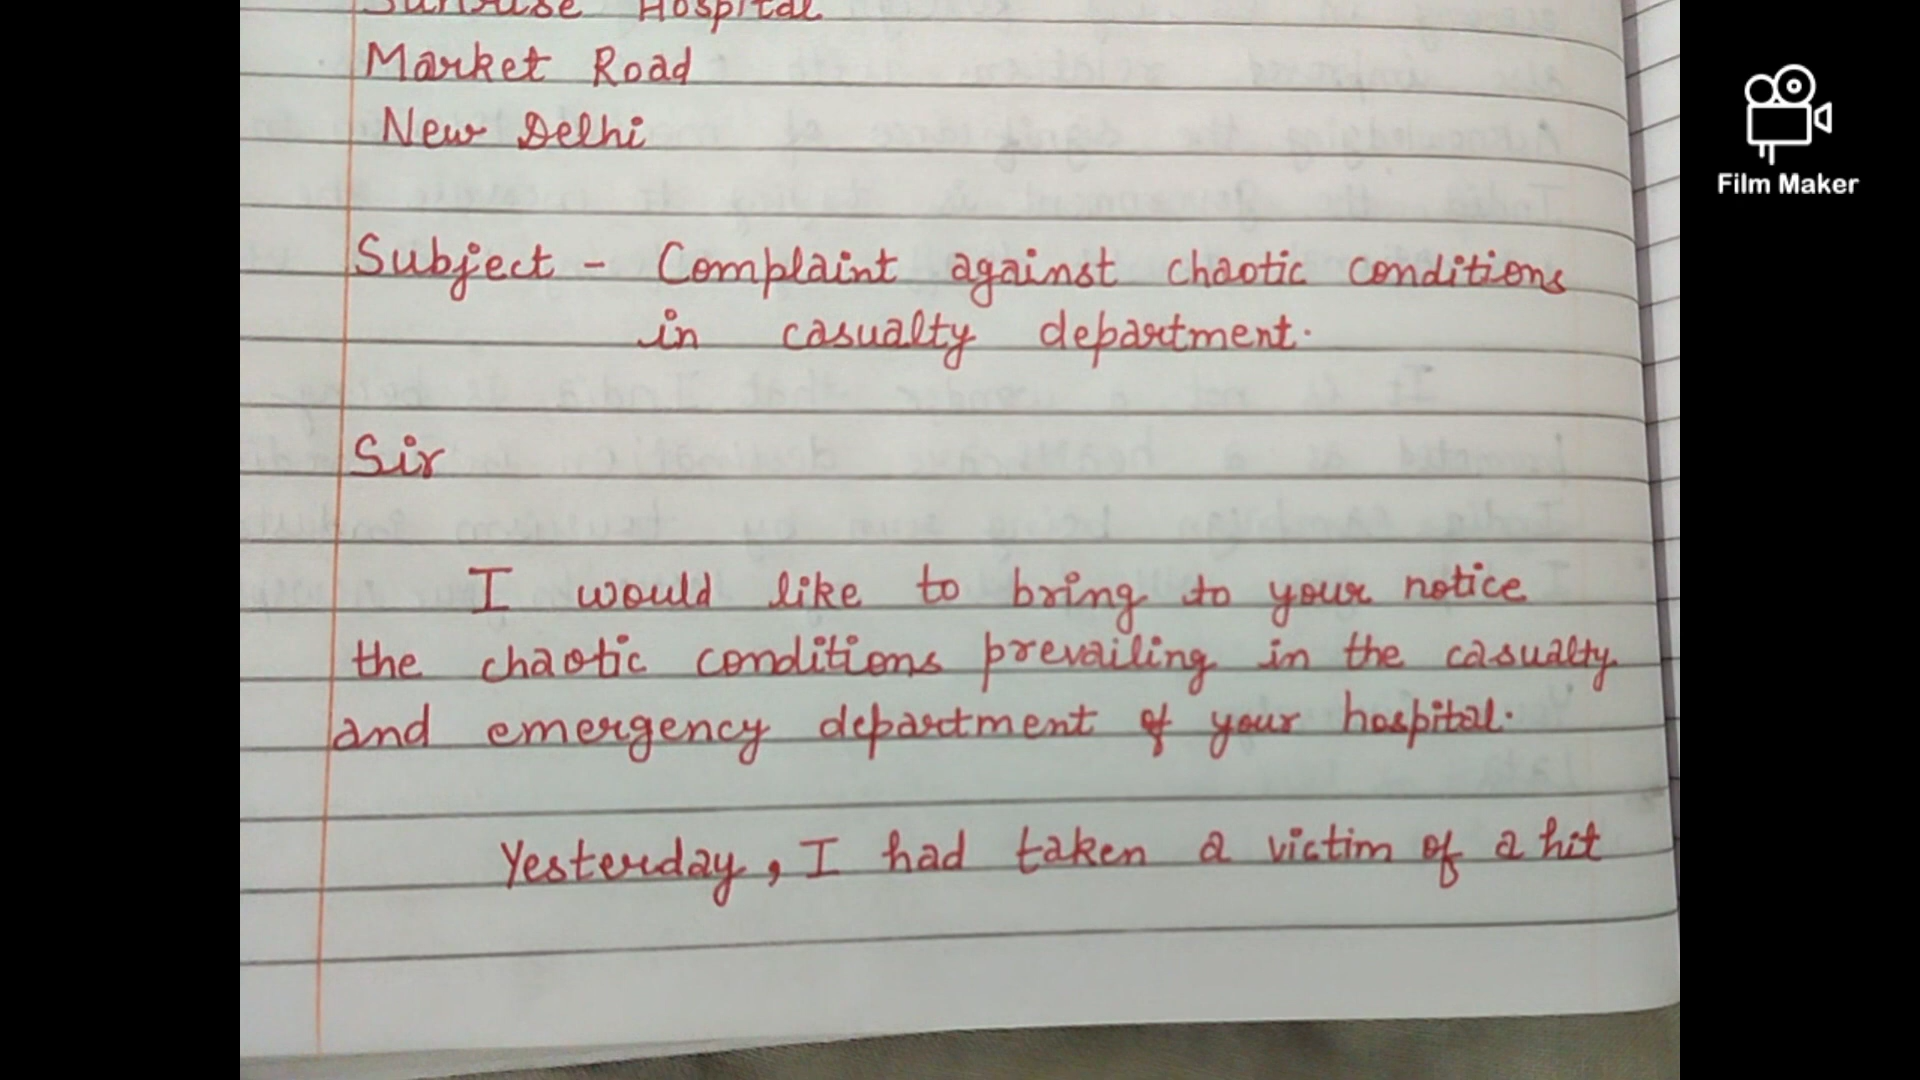 Sunrise Hospital
Market Road
New Delhi
Subject - Complaint against chaotic conditions
in casualty department.
Sir
I would like to bring to your notice
the chaotic conditions prevailing in the casualty
and emergency department of your hospital.
Yesterday, I had taken a victim of a hit
Film Maker